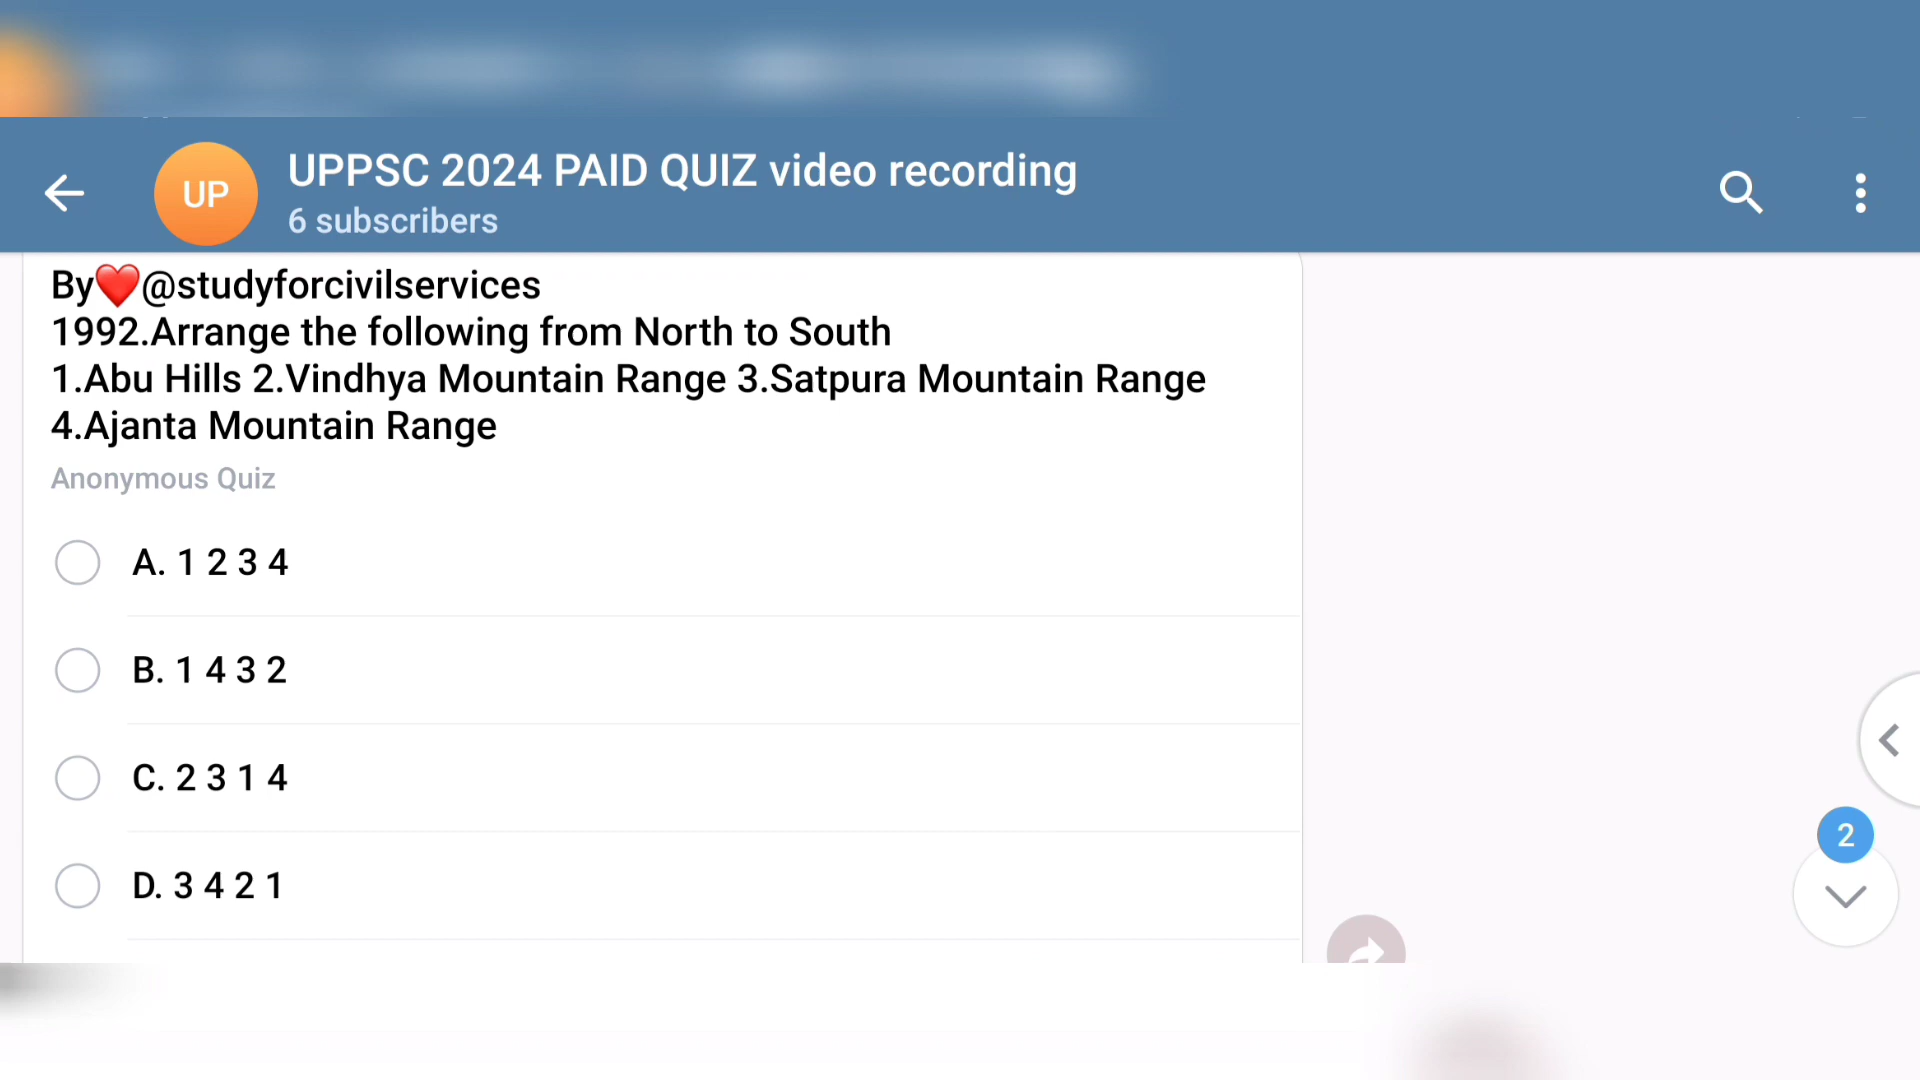 UP
UPPSC 2024 PAID QUIZ video recording
6 subscribers
By❤️@studyforcivilservices
1992.Arrange the following from North to South
1.Abu Hills 2.Vindhya Mountain Range 3.Satpura Mountain Range
4.Ajanta Mountain Range
Anonymous Quiz
A. 1 2 3 4
B. 1 4 3 2
C. 2 3 1 4
D. 3 4 2 1
2